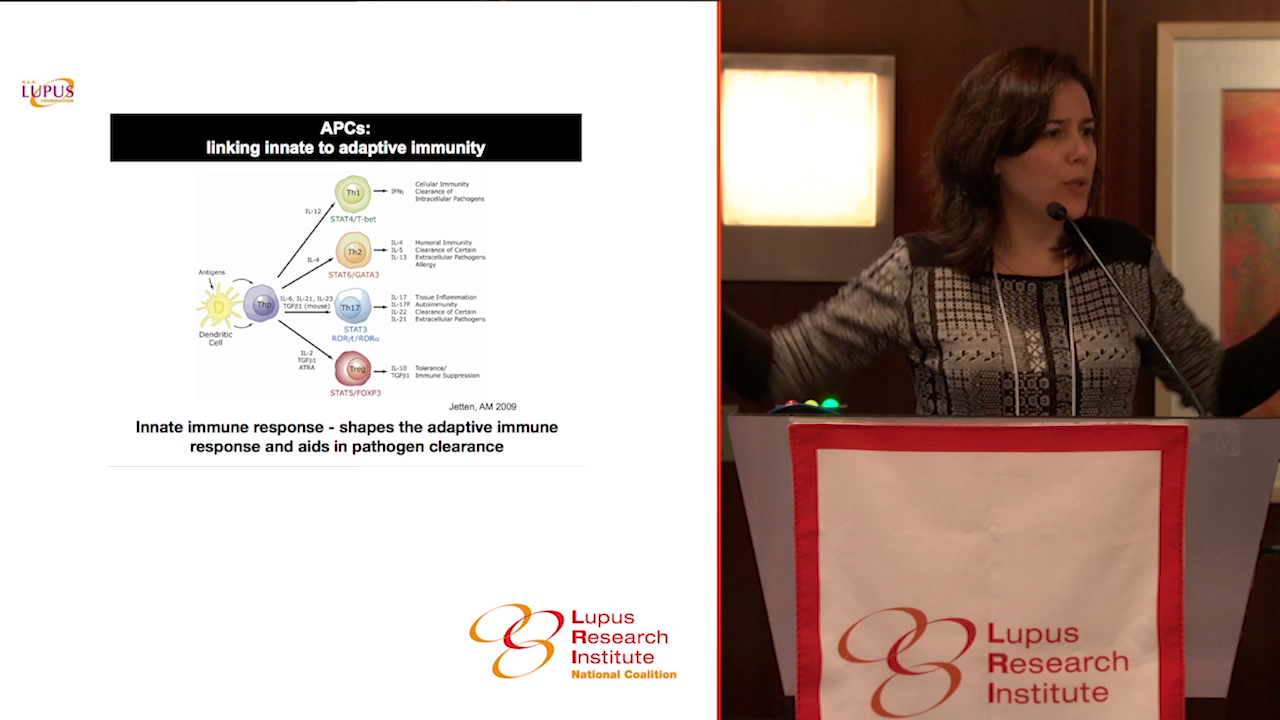 S.L.E.
LUPUS
FOUNDATION
APCs:
linking innate to adaptive immunity
Th1
IFNγ
Cellular Immunity
Clearance of
Intracellular Pathogens
IL-12
STAT4/T-bet
Th2
IL-4
IL-5
IL-13
Humoral Immunity
Clearance of Certain
Extracellular Pathogens
Allergy
IL-4
STAT6/GATA3
Antigens
D
Thp
IL-6, IL-21, IL-23
TGFβ1 (mouse)
Th17
IL-17
IL-17F
IL-22
IL-21
Tissue Inflammation
Autoimmunity
Clearance of Certain
Extracellular Pathogens
Dendritic
Cell
STAT3
RORγt/RORα
IL-2
TGFβ1
ATRA
Treg
IL-10
TGFβ1
Tolerance/
Immune Suppression
STAT5/FOXP3
Jetten, AM 2009
Innate immune response - shapes the adaptive immune
response and aids in pathogen clearance
Lupus
Research
Institute
National Coalition
Lupus
Research
Institute